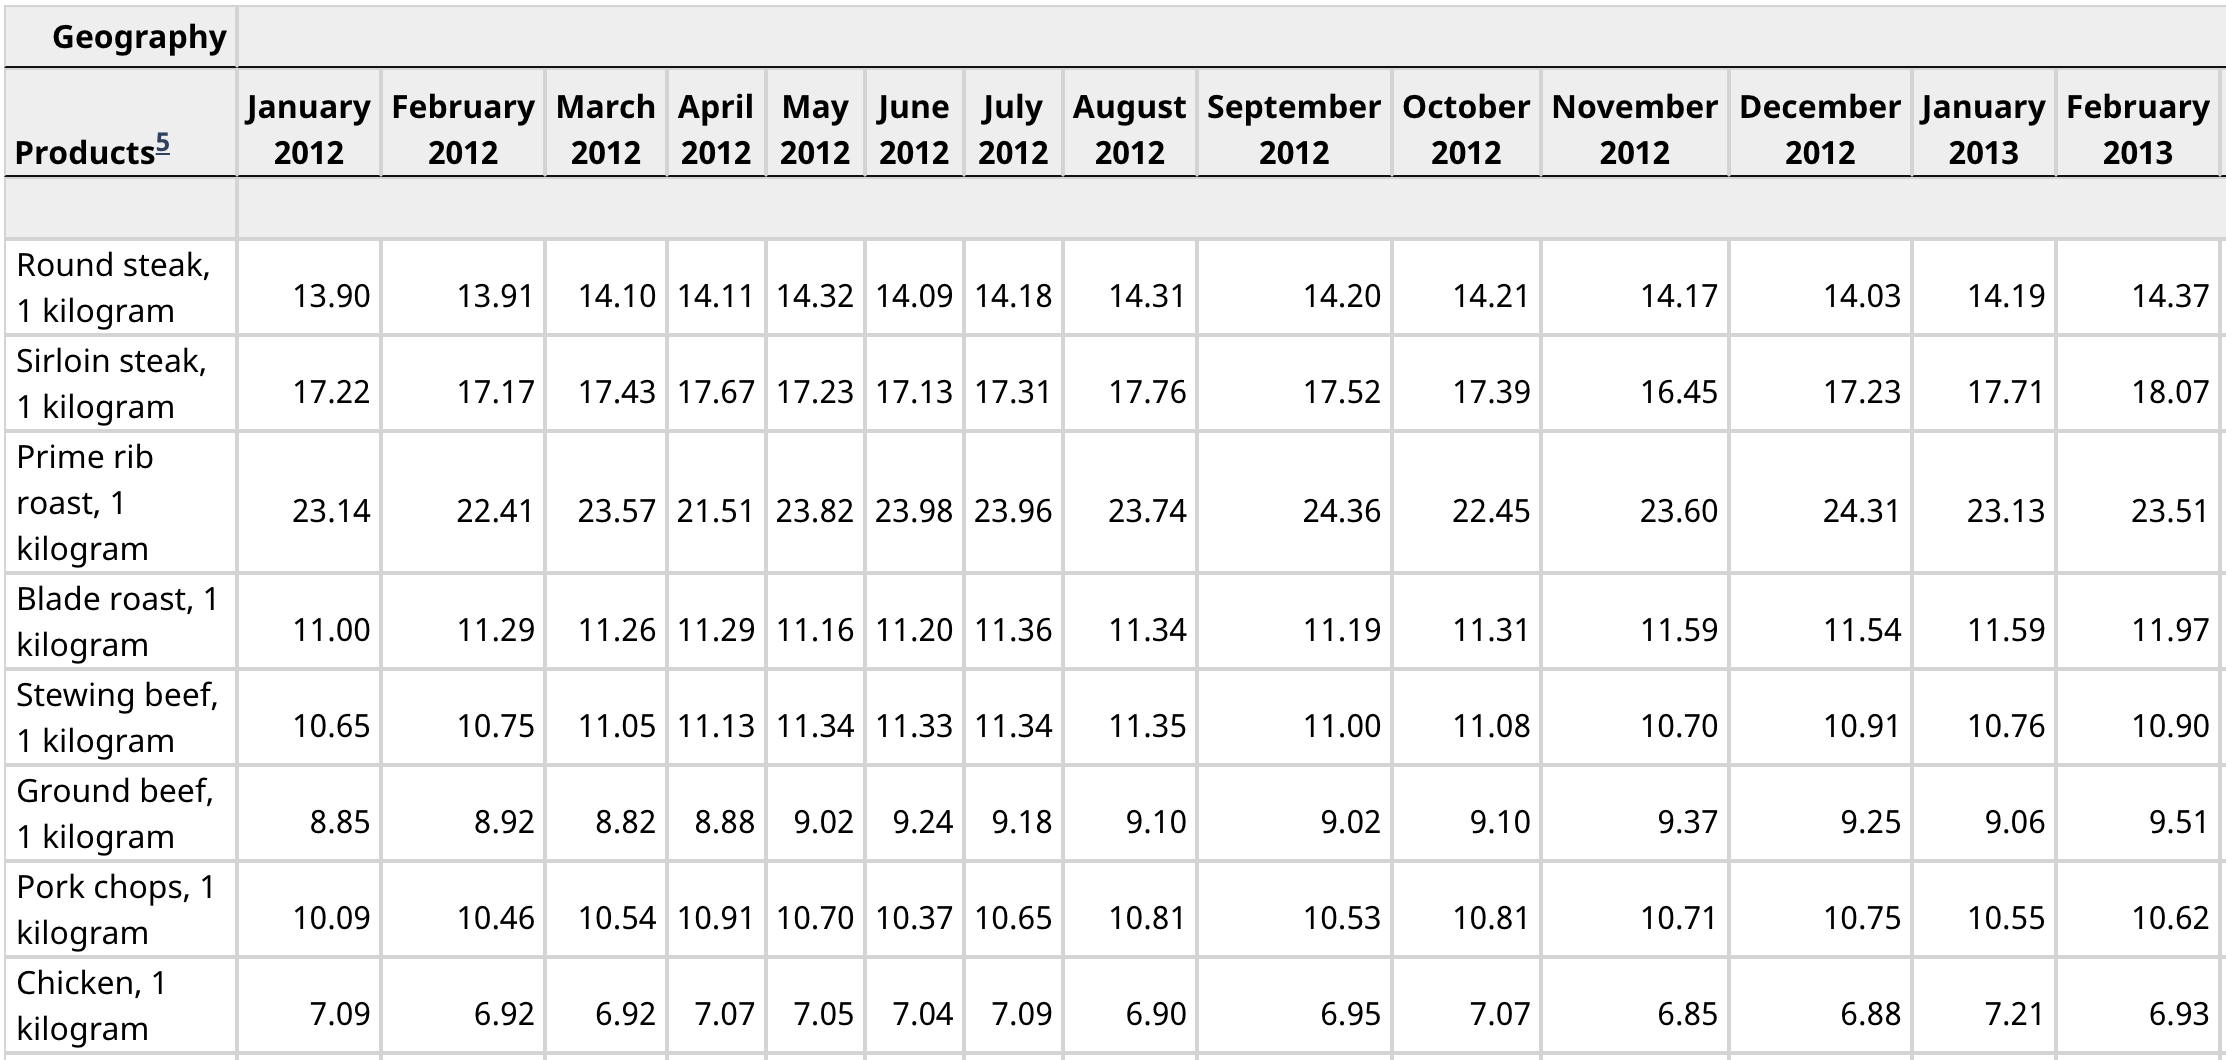 Geography
Products5 January 2012 February 2012 March 2012 April 2012 May 2012 June 2012 July 2012 August 2012 September 2012 October 2012 November 2012 December 2012 January 2013 February 2013
Round steak, 1 kilogram 13.90 13.91 14.10 14.11 14.32 14.09 14.18 14.31 14.20 14.21 14.17 14.03 14.19 14.37
Sirloin steak, 1 kilogram 17.22 17.17 17.43 17.67 17.23 17.13 17.31 17.76 17.52 17.39 16.45 17.23 17.71 18.07
Prime rib roast, 1 kilogram 23.14 22.41 23.57 21.51 23.82 23.98 23.96 23.74 24.36 22.45 23.60 24.31 23.13 23.51
Blade roast, 1 kilogram 11.00 11.29 11.26 11.29 11.16 11.20 11.36 11.34 11.19 11.31 11.59 11.54 11.59 11.97
Stewing beef, 1 kilogram 10.65 10.75 11.05 11.13 11.34 11.33 11.34 11.35 11.00 11.08 10.70 10.91 10.76 10.90
Ground beef, 1 kilogram 8.85 8.92 8.82 8.88 9.02 9.24 9.18 9.10 9.02 9.10 9.37 9.25 9.06 9.51
Pork chops, 1 kilogram 10.09 10.46 10.54 10.91 10.70 10.37 10.65 10.81 10.53 10.81 10.71 10.75 10.55 10.62
Chicken, 1 kilogram 7.09 6.92 6.92 7.07 7.05 7.04 7.09 6.90 6.95 7.07 6.85 6.88 7.21 6.93